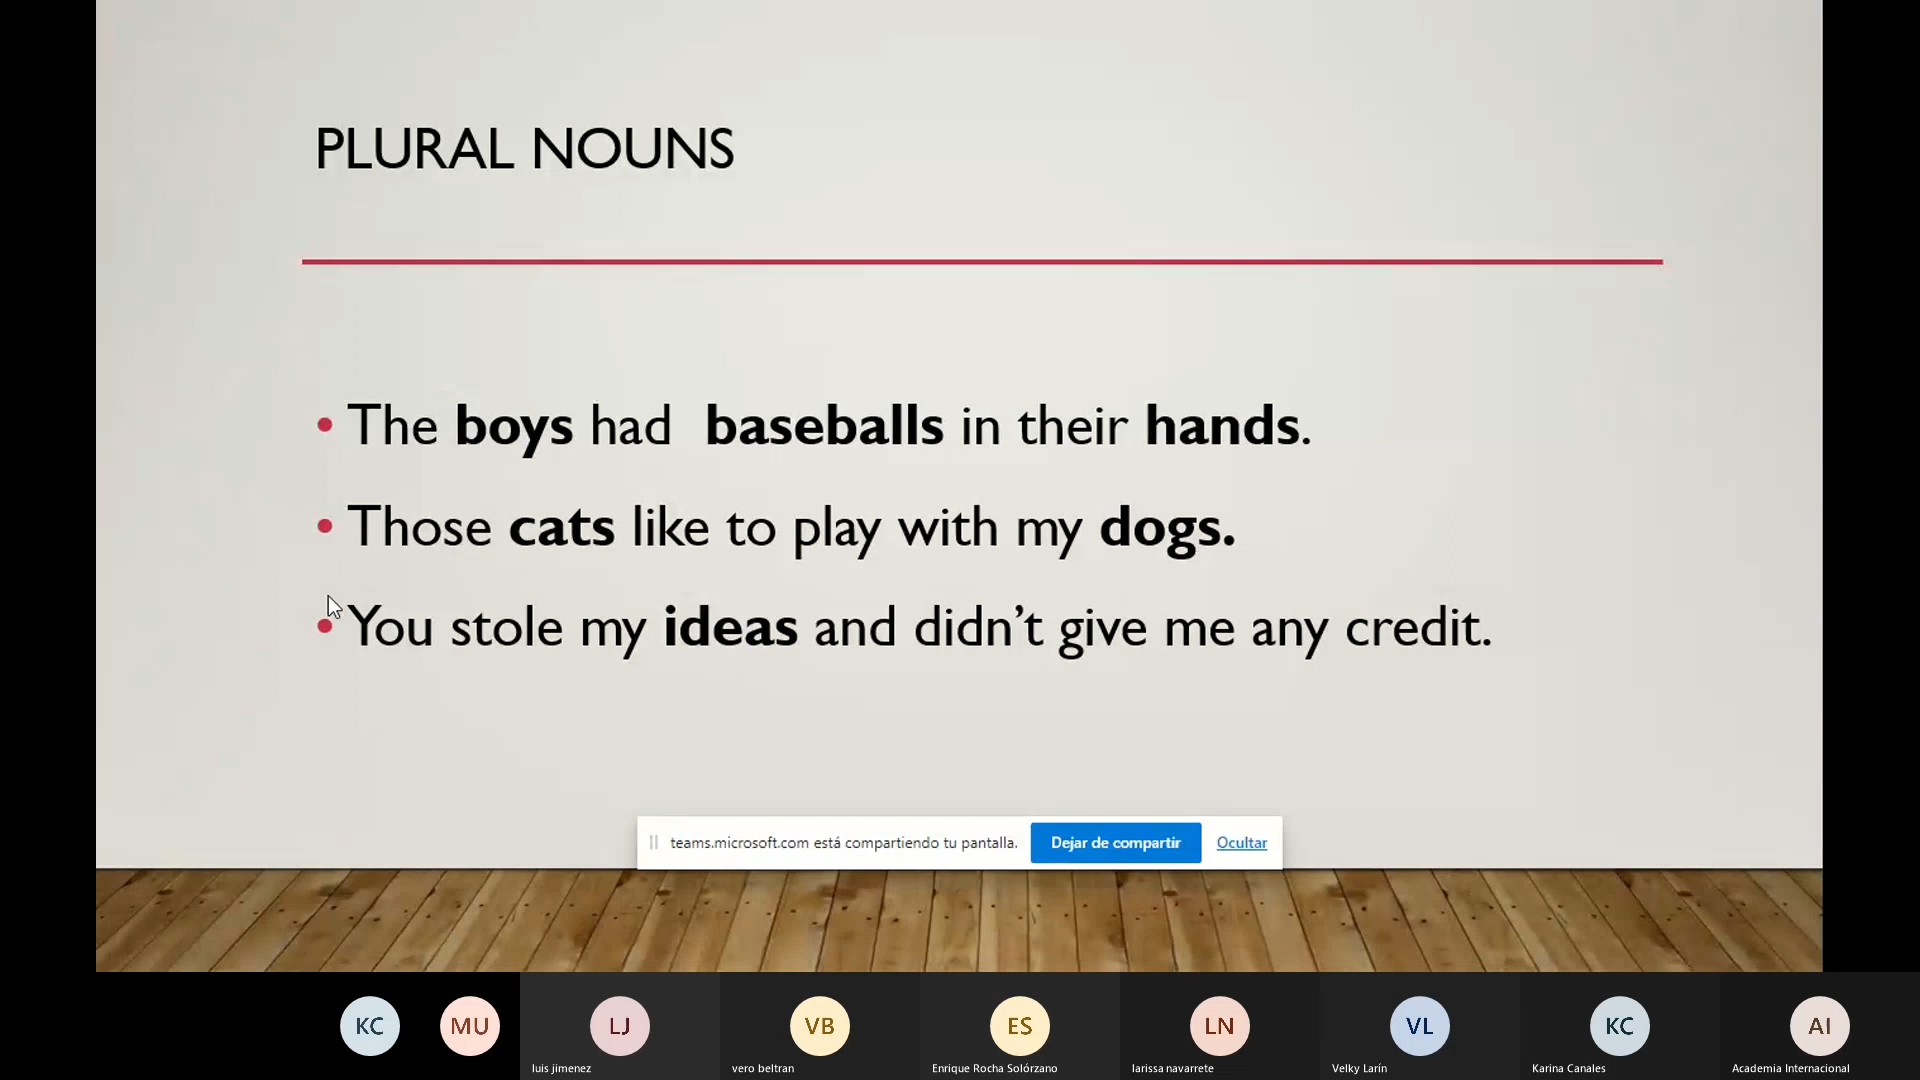 PLURAL NOUNS
• The boys had  baseballs in their hands.
• Those cats like to play with my dogs.
• You stole my ideas and didn’t give me any credit.
teams.microsoft.com está compartiendo tu pantalla. Dejar de compartir Ocultar
KC MU LJ VB ES LN VL KC AI
luis jimenez vero beltran Enrique Rocha Solórzano larissa navarrete Velky Larín Karina Canales Academia Internacional